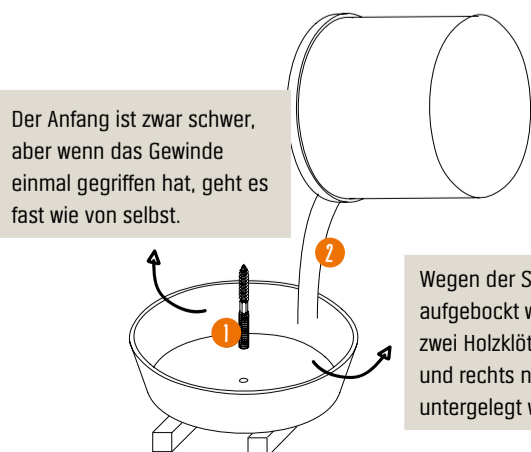 Der Anfang ist zwar schwer,
aber wenn das Gewinde
einmal gegriffen hat, geht es
fast wie von selbst.
2
1
Wegen der
aufgebockt
zwei
und rechts
untergelegt